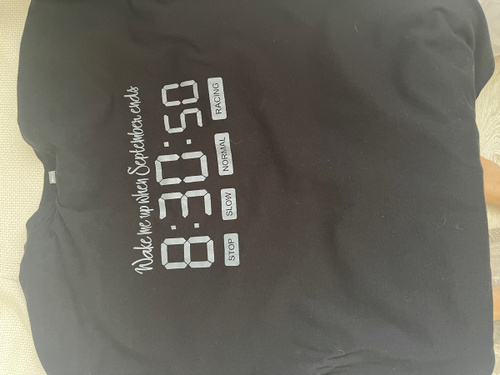 Wake me up when September ends
8:30:50
STOP SLOW NORMAL RACING